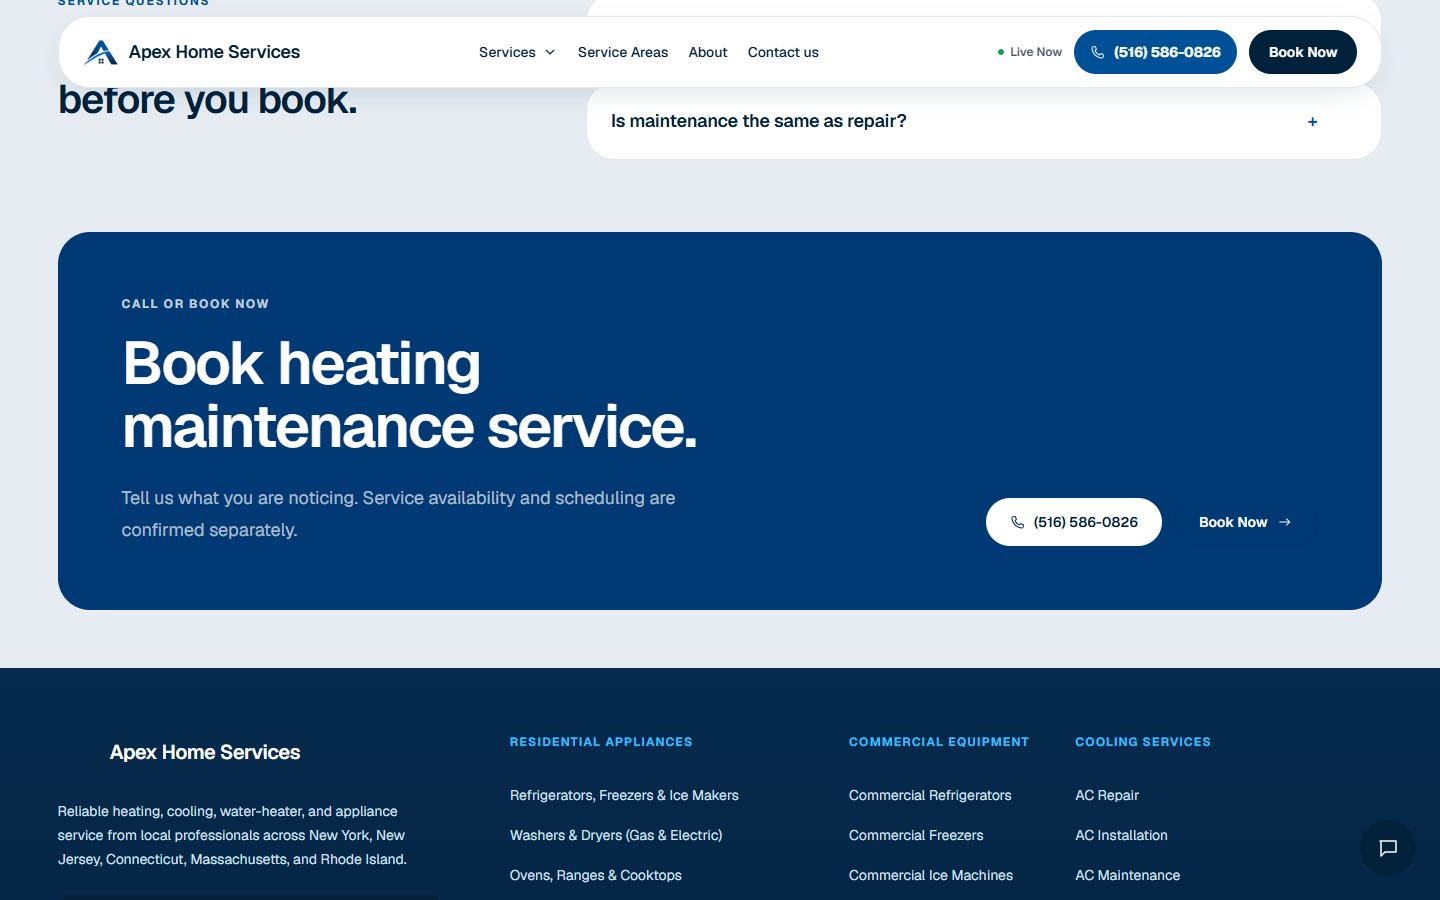 SERVICE QUESTIONS
Apex Home Services
Services
Service Areas
About
Contact us
Live Now
(516) 586-0826
Book Now
before you book.
Is maintenance the same as repair?
+
CALL OR BOOK NOW
Book heating
maintenance service.
Tell us what you are noticing. Service availability and scheduling are
confirmed separately.
(516) 586-0826
Book Now →
Apex Home Services
Reliable heating, cooling, water-heater, and appliance
service from local professionals across New York, New
Jersey, Connecticut, Massachusetts, and Rhode Island.
RESIDENTIAL APPLIANCES
Refrigerators, Freezers & Ice Makers
Washers & Dryers (Gas & Electric)
Ovens, Ranges & Cooktops
COMMERCIAL EQUIPMENT
Commercial Refrigerators
Commercial Freezers
Commercial Ice Machines
COOLING SERVICES
AC Repair
AC Installation
AC Maintenance